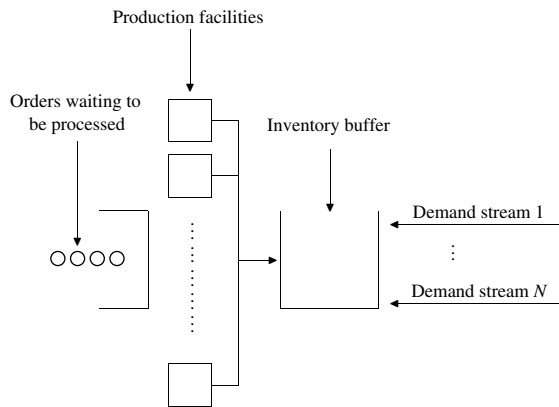 Production facilities
Orders waiting to
be processed
Inventory buffer
Demand stream 1
Demand stream N